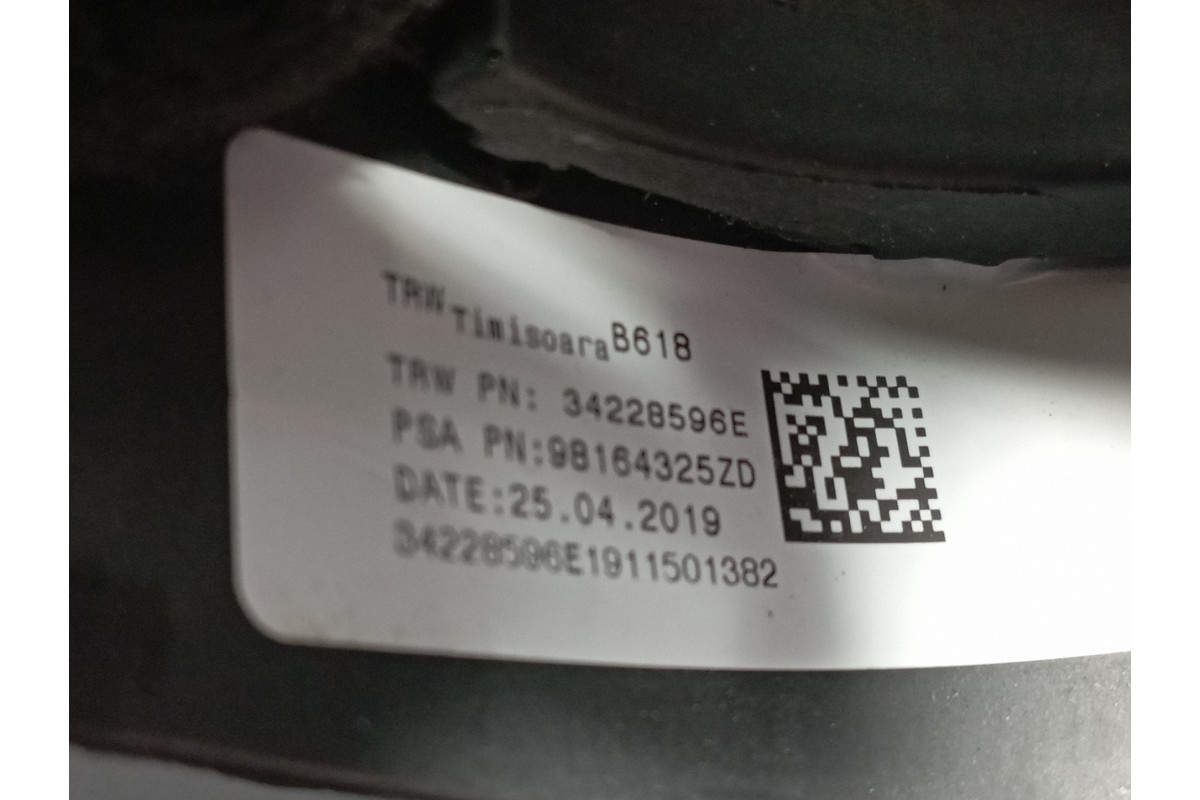 TRW Timisoara B618
TRW PN: 34228596E
PSA PN:98164325ZD
DATE:25.04.2019
34228596E1911501382